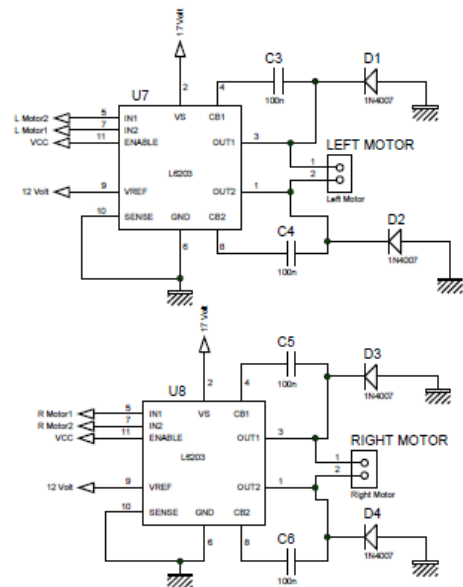 17 Volt
C3
D1
U7
2
4
100n
1N4007
L Motor2
5
IN1
VS
CB1
L Motor1
7
IN2
VCC
11
ENABLE
OUT1
3
LEFT MOTOR
L6203
1
2
12 Volt
9
VREF
OUT2
1
Left Motor
10
SENSE
GND
CB2
C4
D2
6
8
100n
1N4007
17 Volt
C5
D3
U8
2
4
100n
1N4007
R Motor1
5
IN1
VS
CB1
R Motor2
7
IN2
VCC
11
ENABLE
OUT1
3
RIGHT MOTOR
L6203
1
2
12 Volt
9
VREF
OUT2
1
Right Motor
10
SENSE
GND
CB2
C6
D4
6
8
100n
1N4007